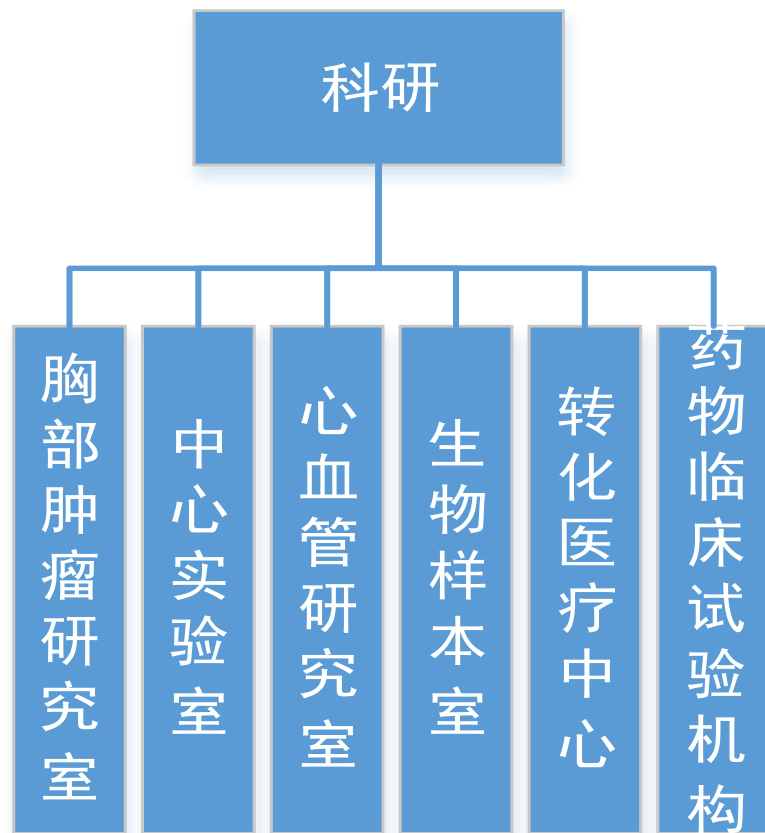 科研
胸部肿瘤研究室
中心实验室
心血管研究室
生物样本室
转化医疗中心
药物临床试验机构